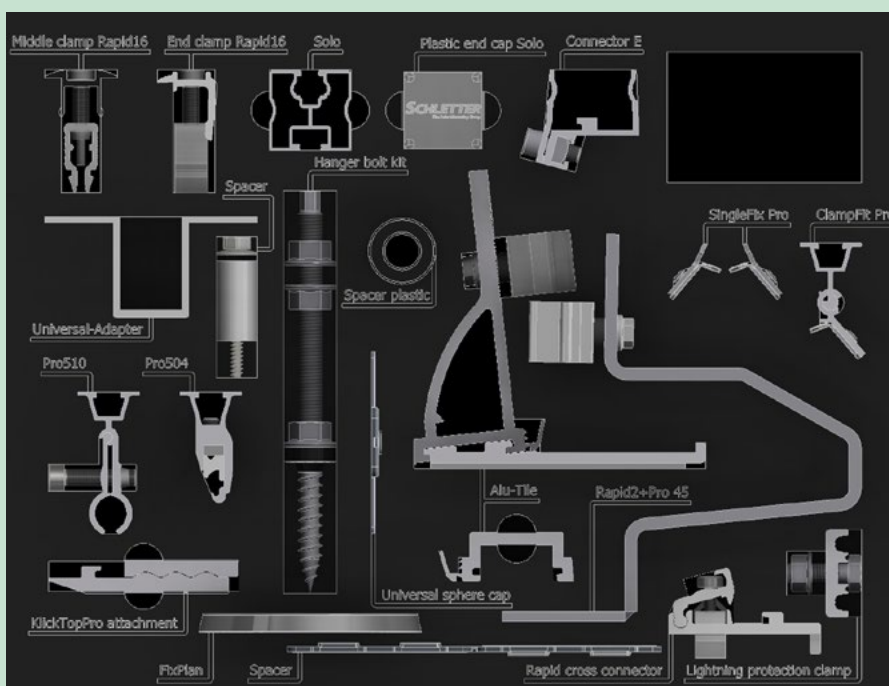 Middle clamp Rapid16
End clamp Rapid16
Solo
Plastic end cap Solo
Connector E
SCHLETTER
Hanger bolt kit
Spacer
SingleFix Pro
ClampFit Pro
Spacer plastic
Universal-Adapter
Pro510
Pro504
Alu-Tile
Rapid2+Pro 45
Universal sphere cap
KlickTopPro attachment
FixPlan
Spacer
Rapid cross connector
Lightning protection clamp